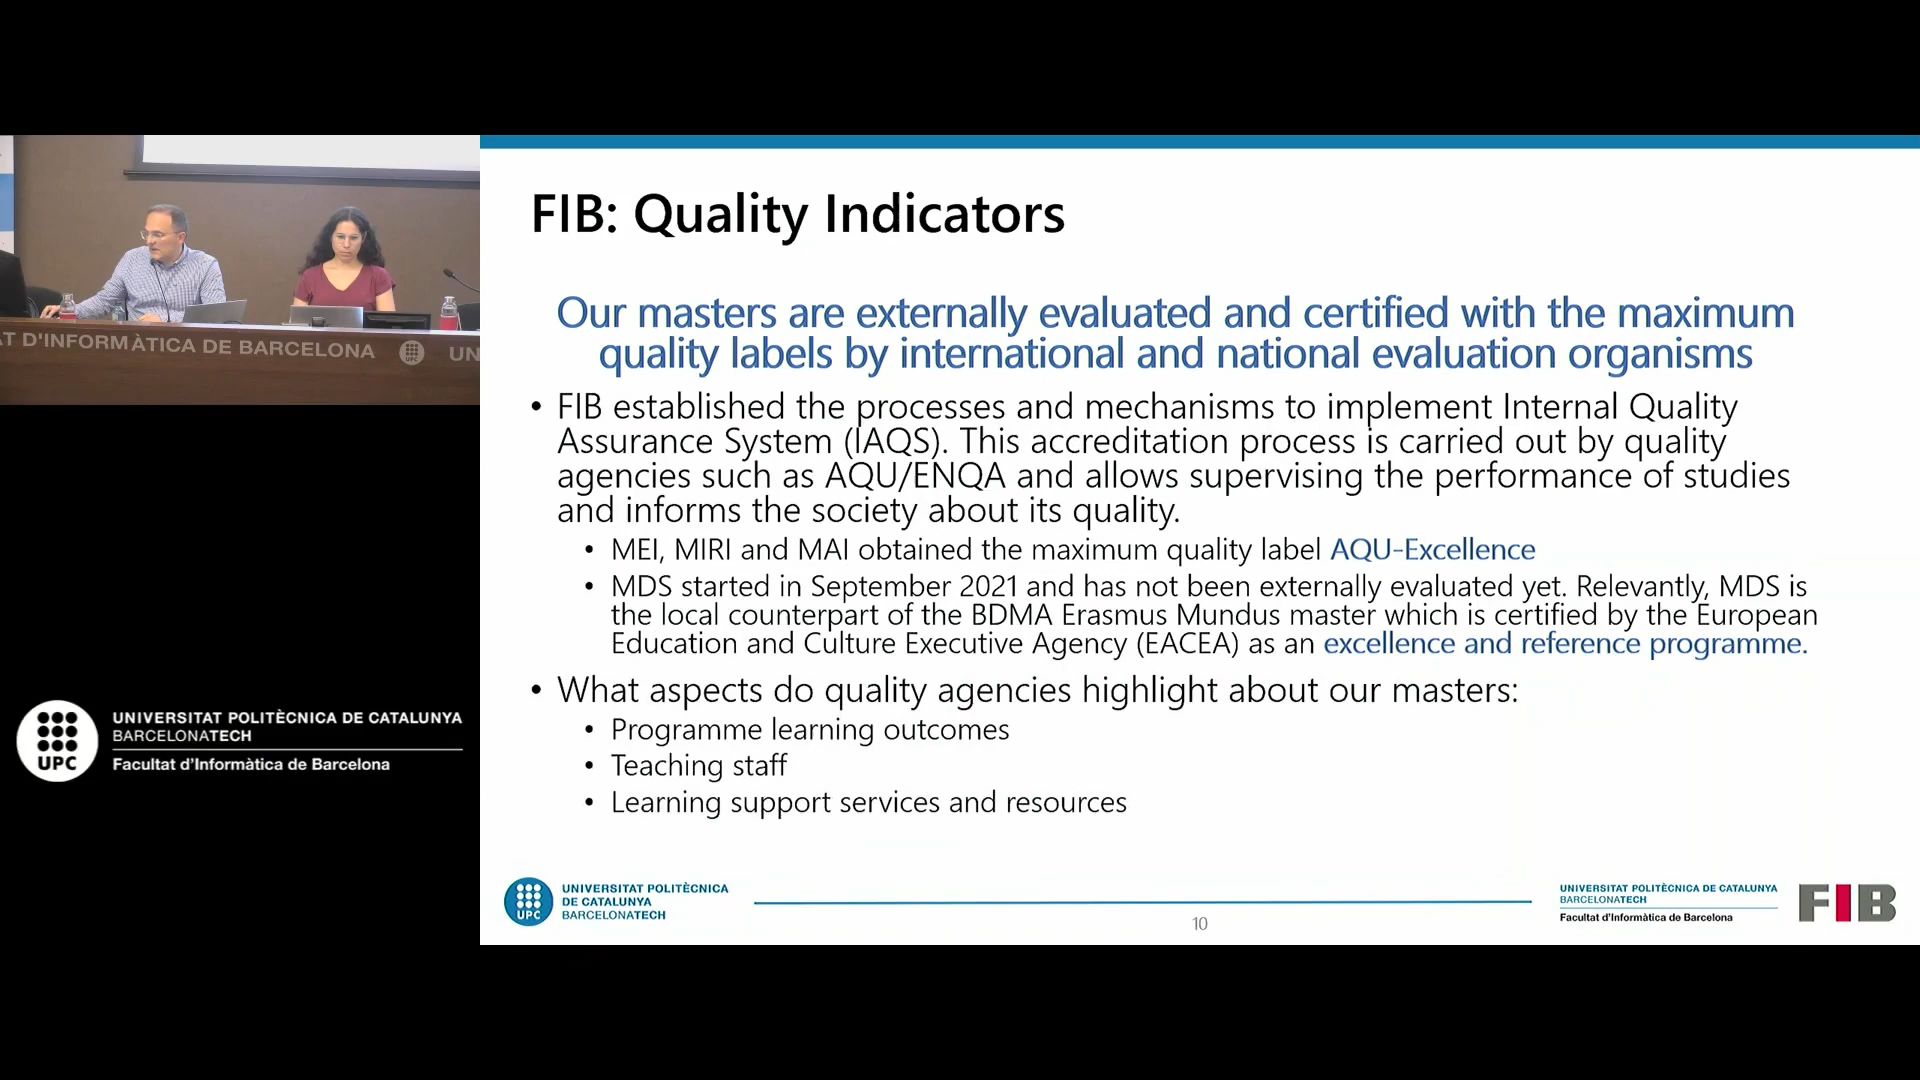 FIB: Quality Indicators
Our masters are externally evaluated and certified with the maximum
quality labels by international and national evaluation organisms
• FIB established the processes and mechanisms to implement Internal Quality
Assurance System (IAQS). This accreditation process is carried out by quality
agencies such as AQU/ENQA and allows supervising the performance of studies
and informs the society about its quality.
• MEI, MIRI and MAI obtained the maximum quality label AQU-Excellence
• MDS started in September 2021 and has not been externally evaluated yet. Relevantly, MDS is
the local counterpart of the BDMA Erasmus Mundus master which is certified by the European
Education and Culture Executive Agency (EACEA) as an excellence and reference programme.
• What aspects do quality agencies highlight about our masters:
• Programme learning outcomes
• Teaching staff
• Learning support services and resources
UPC
UNIVERSITAT POLITÈCNICA
DE CATALUNYA
BARCELONATECH
10
UNIVERSITAT POLITÈCNICA DE CATALUNYA
BARCELONATECH
Facultat d'Informàtica de Barcelona
FIB
AT D'INFORMÀTICA DE BARCELONA
UPC
UN
UPC
UNIVERSITAT POLITÈCNICA DE CATALUNYA
BARCELONATECH
Facultat d'Informàtica de Barcelona